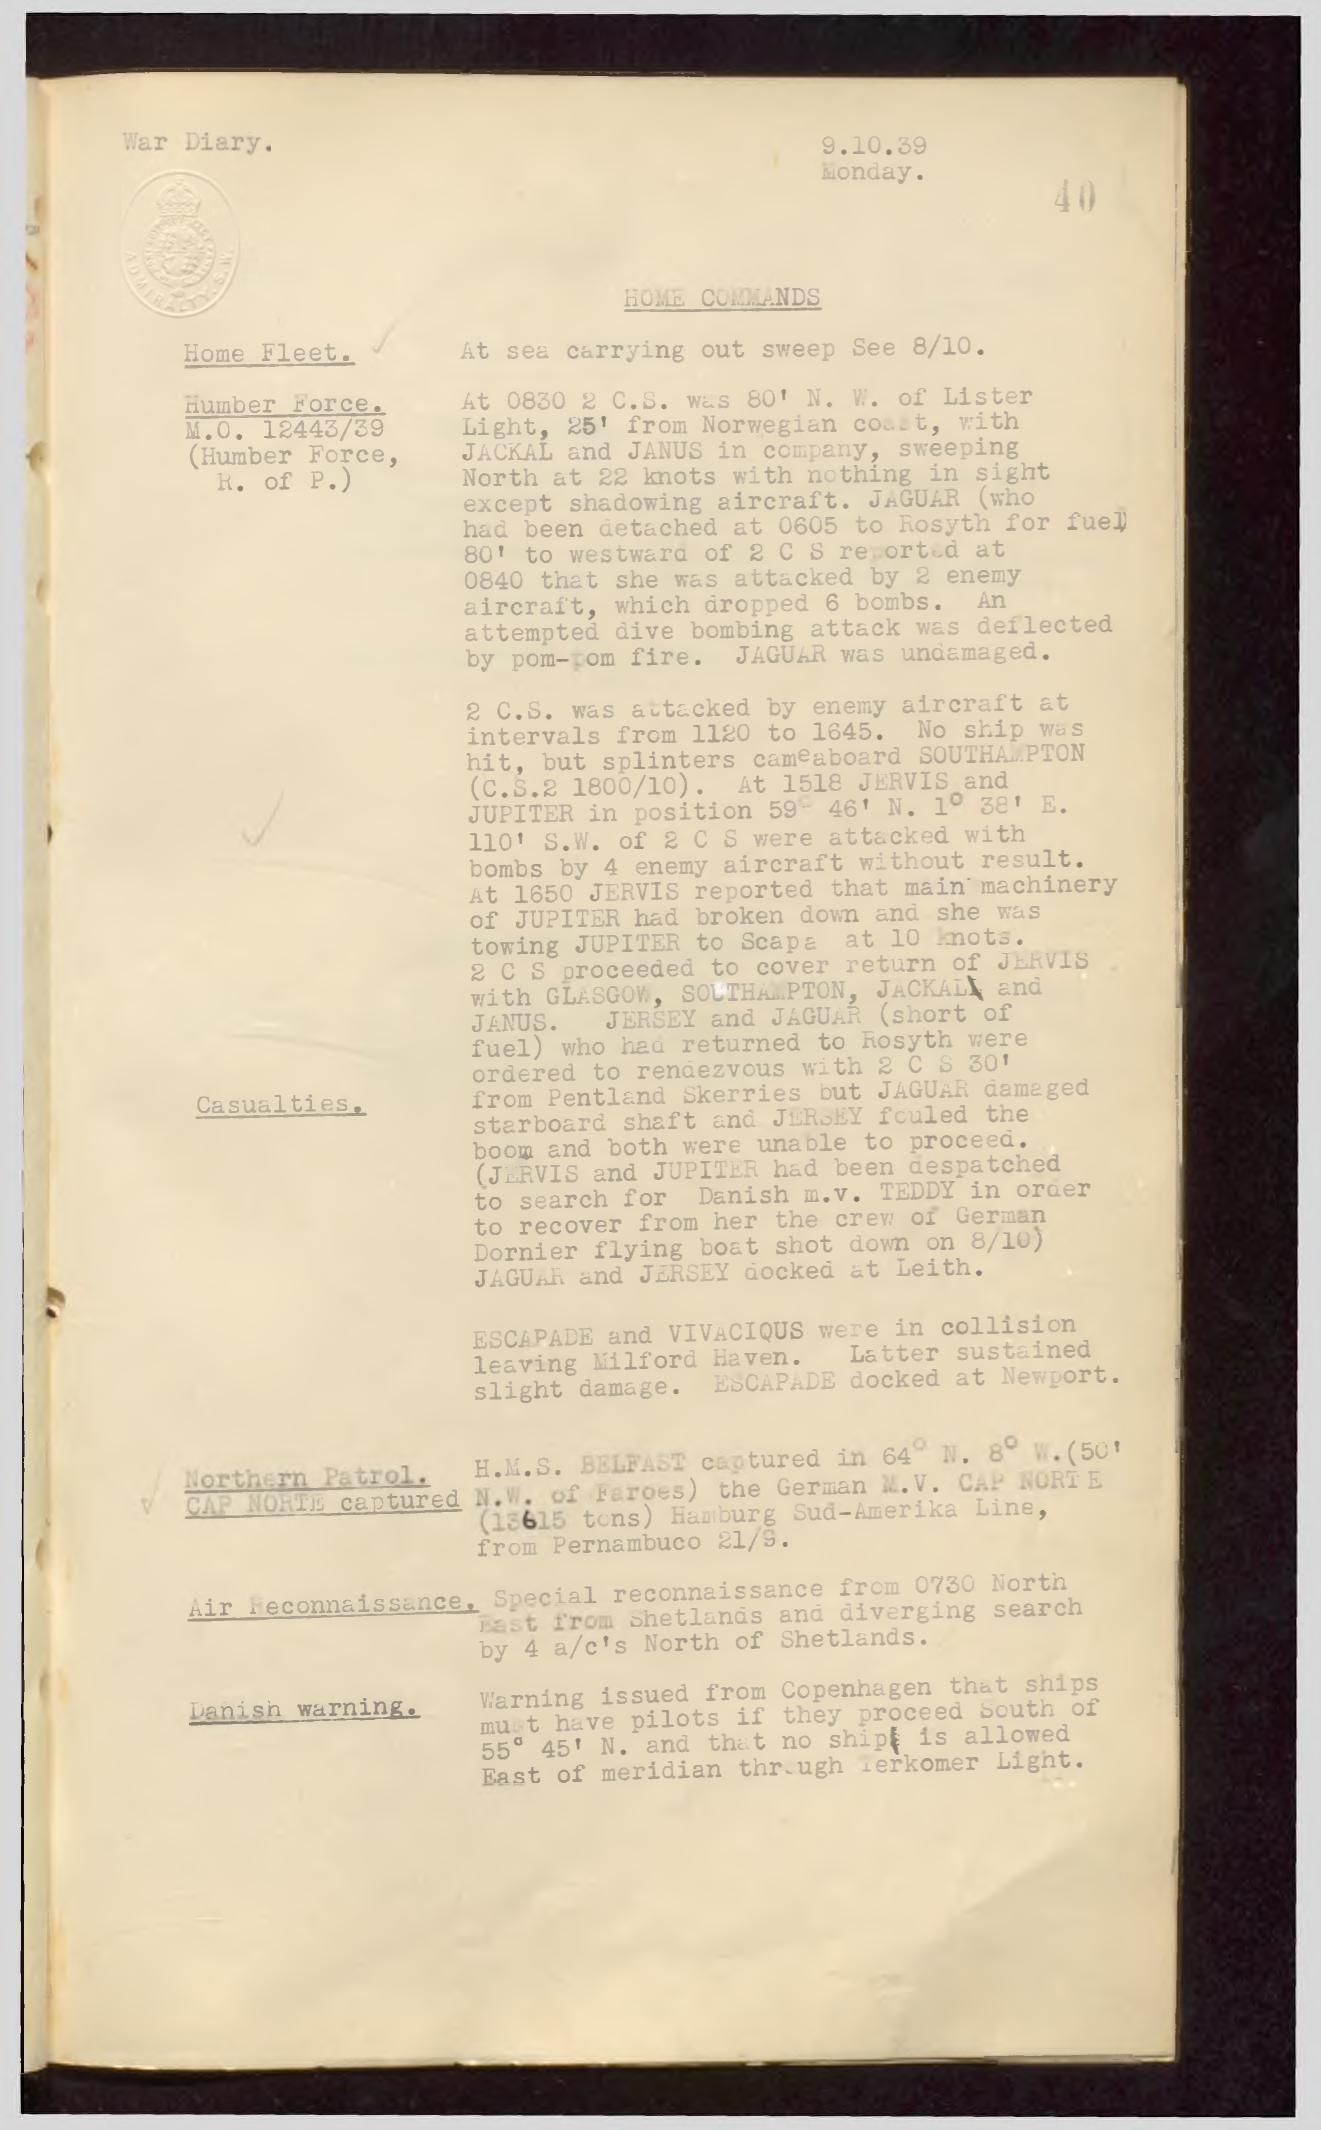 War Diary.
9.10.39
Monday.
40
ADMIRALTY. S.W.
HOME COMMANDS
Home Fleet.
At sea carrying out sweep See 8/10.
Humber Force.
M.O. 12443/39
(Humber Force,
R. of P.)
At 0830 2 C.S. was 80' N. W. of Lister
Light, 25' from Norwegian coast, with
JACKAL and JANUS in company, sweeping
North at 22 knots with nothing in sight
except shadowing aircraft. JAGUAR (who
had been detached at 0605 to Rosyth for fuel)
80' to westward of 2 C S reported at
0840 that she was attacked by 2 enemy
aircraft, which dropped 6 bombs. An
attempted dive bombing attack was deflected
by pom-pom fire. JAGUAR was undamaged.
2 C.S. was attacked by enemy aircraft at
intervals from 1120 to 1645. No ship was
hit, but splinters cameaboard SOUTHAMPTON
(C.S.2 1800/10). At 1518 JERVIS and
JUPITER in position 59° 46' N. 1° 38' E.
110' S.W. of 2 C S were attacked with
bombs by 4 enemy aircraft without result.
At 1650 JERVIS reported that main machinery
of JUPITER had broken down and she was
towing JUPITER to Scapa at 10 knots.
2 C S proceeded to cover return of JERVIS
with GLASGOW, SOUTHAMPTON, JACKAL and
JANUS. JERSEY and JAGUAR (short of
fuel) who had returned to Rosyth were
ordered to rendezvous with 2 C S 30'
from Pentland Skerries but JAGUAR damaged
Casualties.
starboard shaft and JERSEY fouled the
boom and both were unable to proceed.
(JERVIS and JUPITER had been despatched
to search for Danish m.v. TEDDY in order
to recover from her the crew of German
Dornier flying boat shot down on 8/10)
JAGUAR and JERSEY docked at Leith.
ESCAPADE and VIVACIOUS were in collision
leaving Milford Haven. Latter sustained
slight damage. ESCAPADE docked at Newport.
Northern Patrol.
CAP NORTE captured
H.M.S. BELFAST captured in 64° N. 8° W.(50'
N.W. of Faroes) the German M.V. CAP NORTE
(13615 tons) Hamburg Sud-Amerika Line,
from Pernambuco 21/9.
Air Reconnaissance.
Special reconnaissance from 0730 North
East from Shetlands and diverging search
by 4 a/c's North of Shetlands.
Danish warning.
Warning issued from Copenhagen that ships
must have pilots if they proceed South of
55° 45' N. and that no ship is allowed
East of meridian through Light.